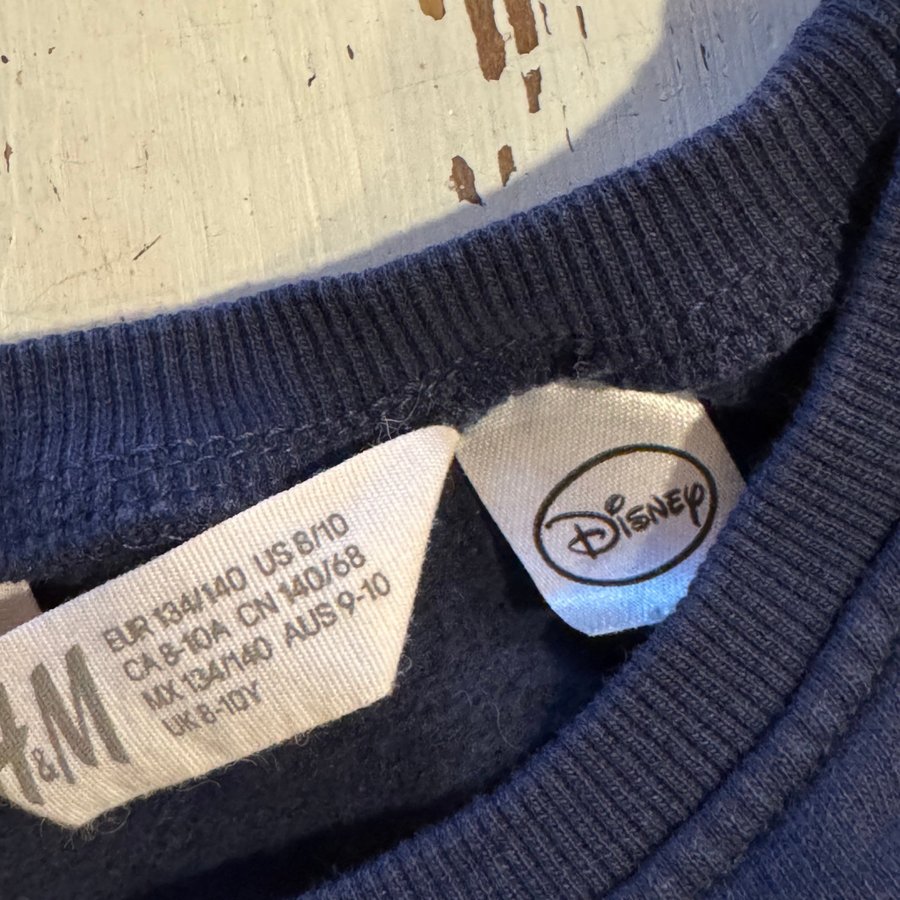 H&M
EUR 134/140 US 8/10
CA 8-10A CN 140/68
MX 134/140 AUS 9-10
UK 8-10Y
Disney